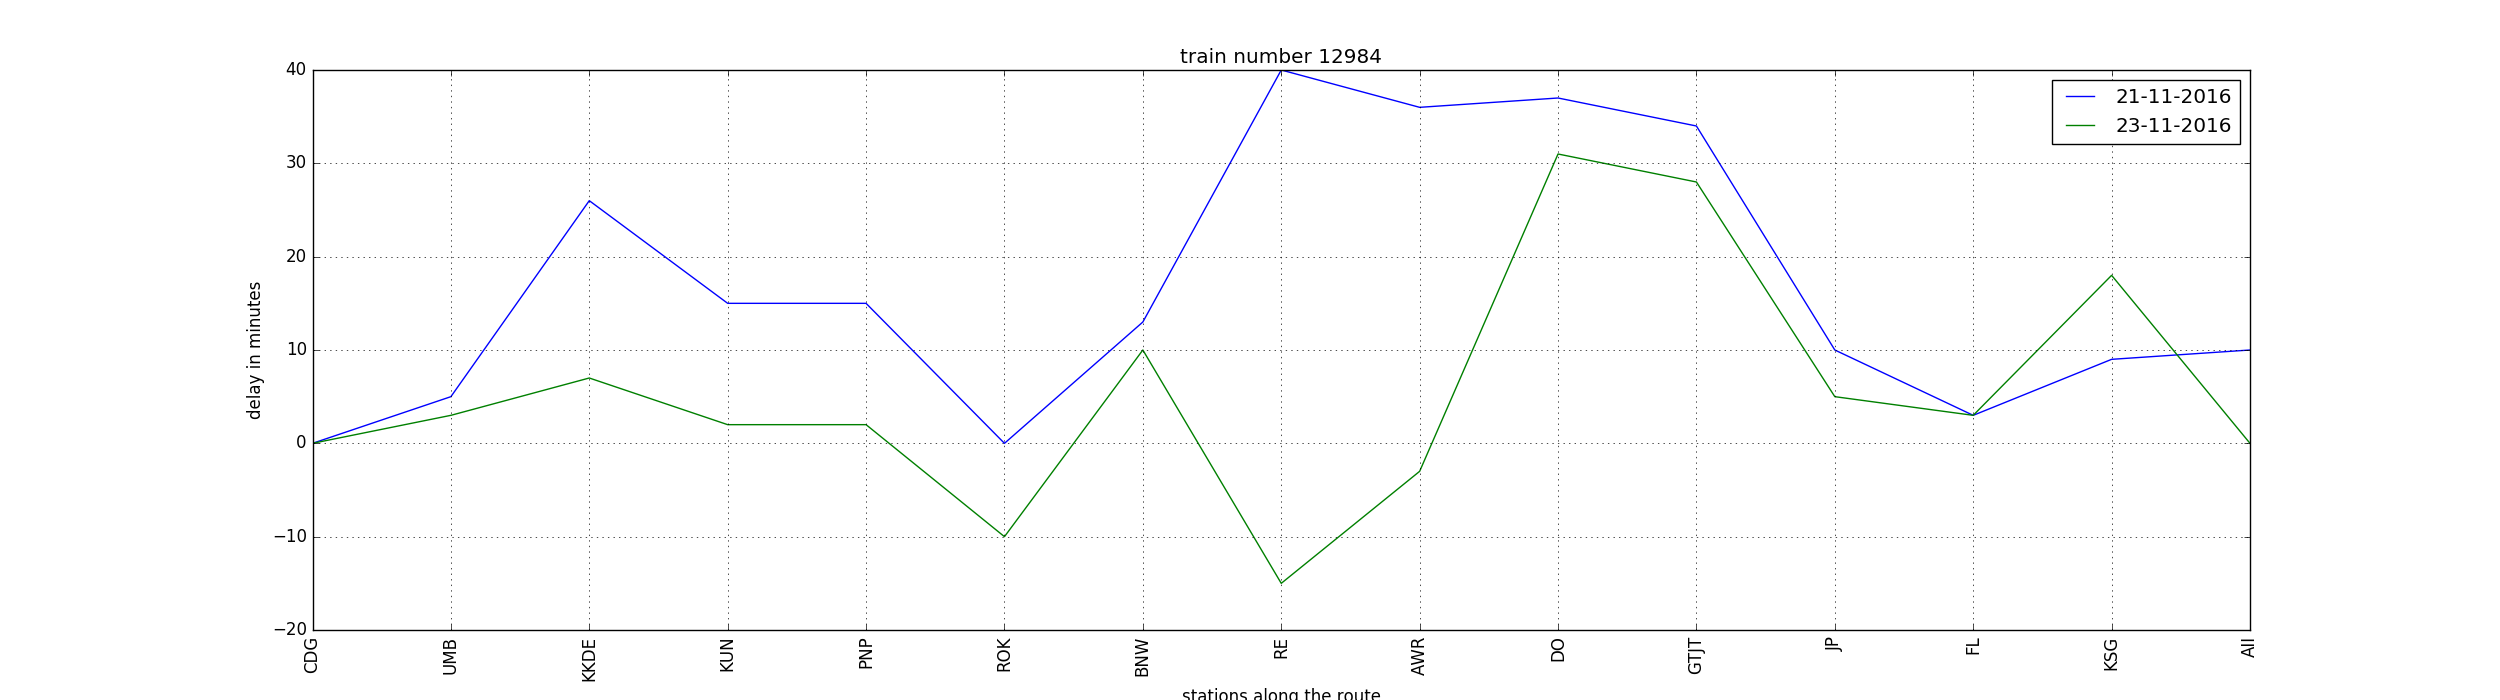 train number 12984
40
30
20
10
0
−10
−20
delay in minutes
21-11-2016
23-11-2016
CDG
UMB
KKDE
KUN
PNP
ROK
BNW
RE
AWR
DO
GTJT
JP
FL
KSG
AII
stations along the route